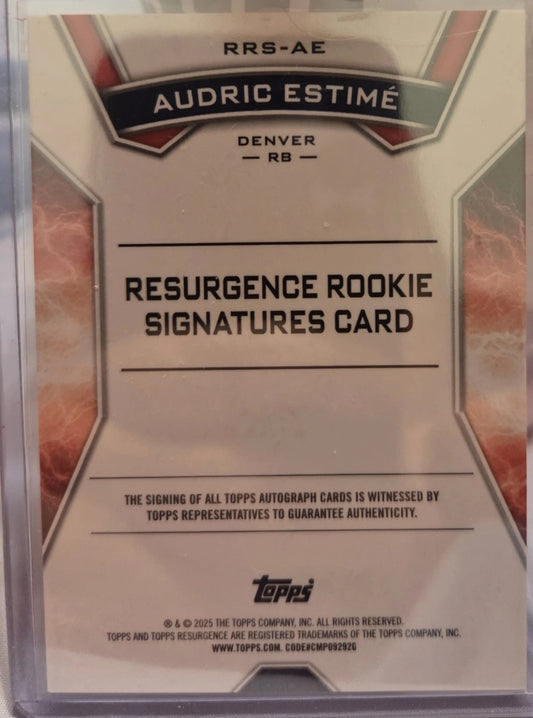 RRS-AE
AUDRIC ESTIMÉ
DENVER
— RB —
RESURGENCE ROOKIE
SIGNATURES CARD
THE SIGNING OF ALL TOPPS AUTOGRAPH CARDS IS WITNESSED BY
TOPPS REPRESENTATIVES TO GUARANTEE AUTHENTICITY.
Topps
® & © 2025 THE TOPPS COMPANY, INC. ALL RIGHTS RESERVED.
TOPPS AND TOPPS RESURGENCE ARE REGISTERED TRADEMARKS OF THE TOPPS COMPANY, INC.
WWW.TOPPS.COM. CODE#CMP092926